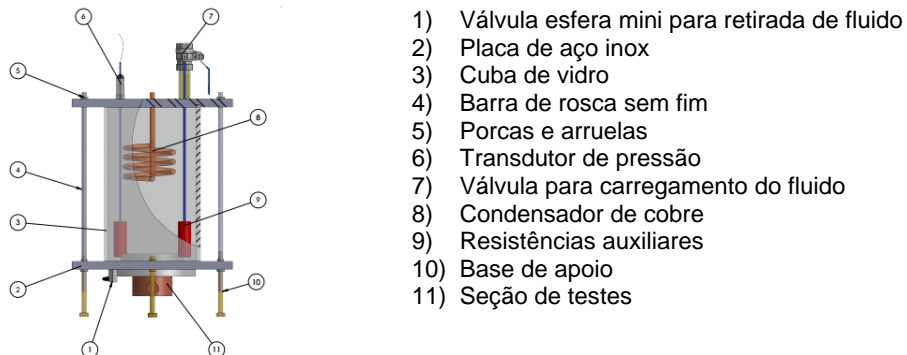 6
7
5
8
4
9
3
2
10
1
11
1) Válvula esfera mini para retirada de fluido
2) Placa de aço inox
3) Cuba de vidro
4) Barra de rosca sem fim
5) Porcas e arruelas
6) Transdutor de pressão
7) Válvula para carregamento do fluido
8) Condensador de cobre
9) Resistências auxiliares
10) Base de apoio
11) Seção de testes